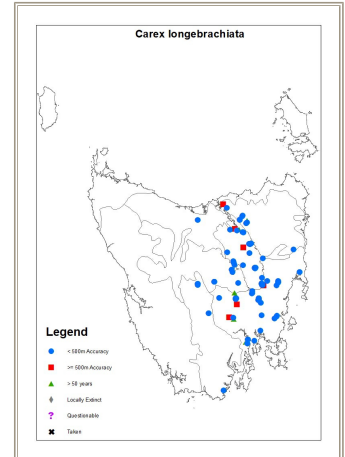 Carex longebrachiata
Legend
< 500m Accuracy
>= 500m Accuracy
> 50 years
Locally Extinct
Questionable
Taken